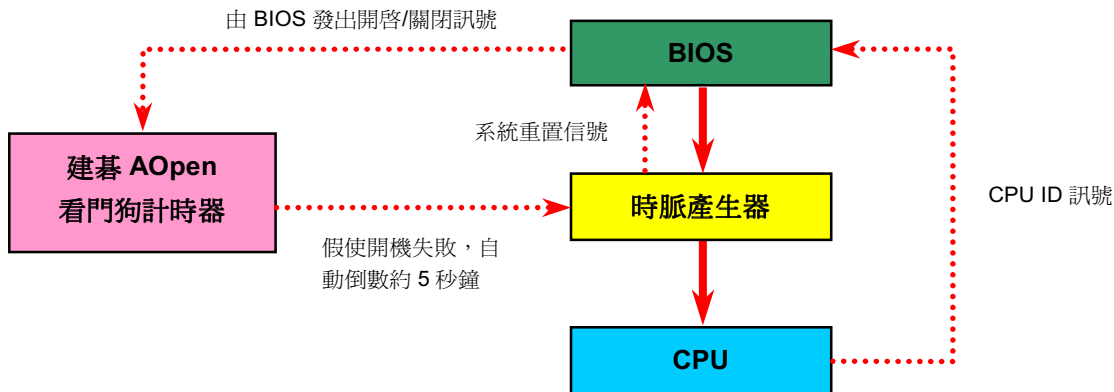 由 BIOS 發出開啓/關閉訊號
BIOS
系統重置信號
建碁 AOpen
看門狗計時器
時脈產生器
CPU ID 訊號
假使開機失敗，自
動倒數約 5 秒鐘
CPU